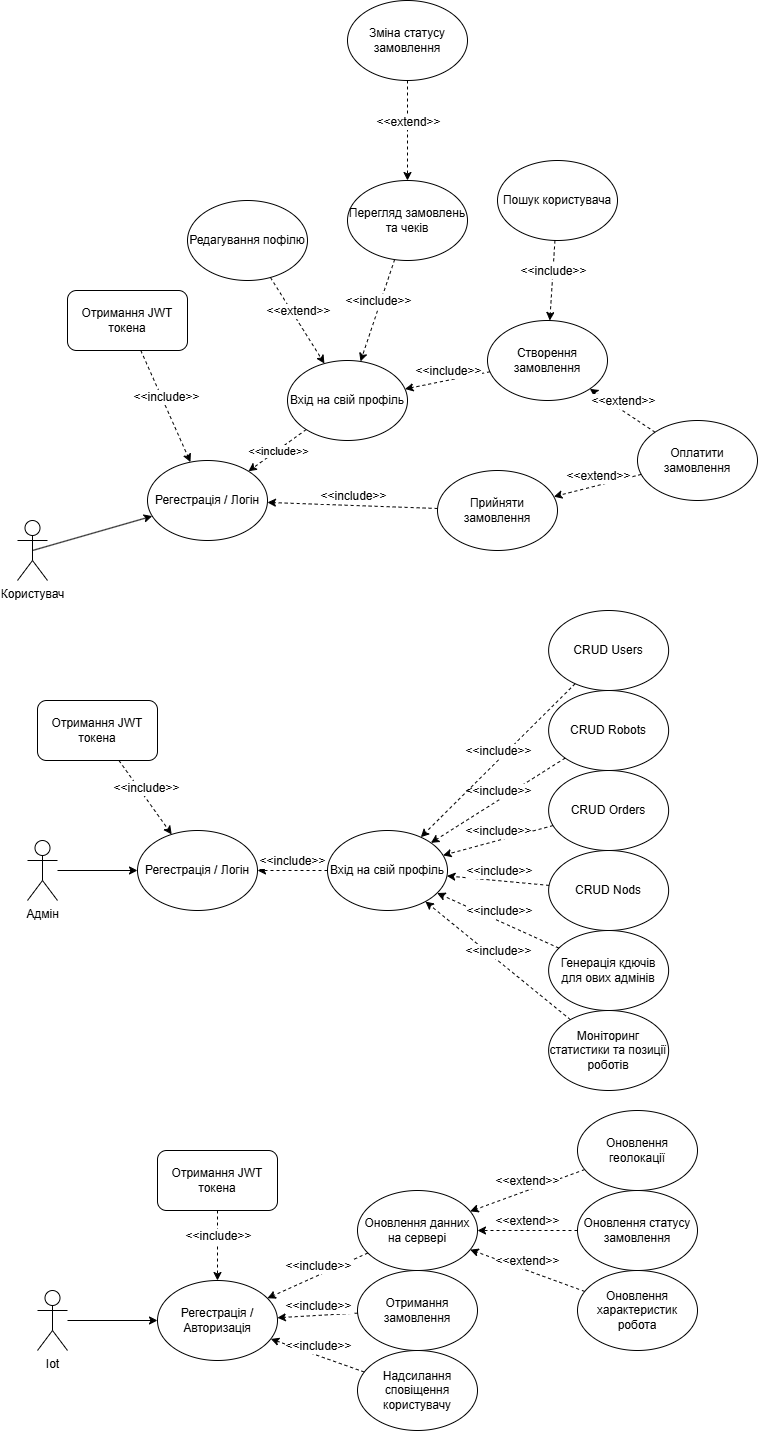 Зміна статусу
замовлення
<<extend>>
Перегляд замовлень
та чеків
Пошук користувача
Редагування пофілю
<<include>>
<<include>>
<<extend>>
Отримання JWT
токена
Створення
замовлення
<<include>>
<<include>>
Вхід на свій профіль
<<extend>>
<<include>>
Оплатити
замовлення
<<extend>>
Регестрація / Логін
<<include>>
Прийняти
замовлення
Користувач
CRUD Users
Отримання JWT
токена
CRUD Robots
<<include>>
<<include>>
<<include>>
CRUD Orders
<<include>>
<<include>>
Регестрація / Логін
Вхід на свій профіль
<<include>>
CRUD Nods
Адмін
<<include>>
<<include>>
Генерація кдючів
для ових адмінів
Моніторинг
статистики та позиції
роботів
Отримання JWT
токена
Оновлення
геолокації
<<extend>>
Оновлення данних
на сервері
<<extend>>
Оновлення статусу
замовлення
<<include>>
<<include>>
<<extend>>
Оновлення
характеристик
робота
Регестрація /
Авторизація
<<include>>
Отримання
замовлення
<<include>>
Iot
Надсилання
сповіщення
користувачу